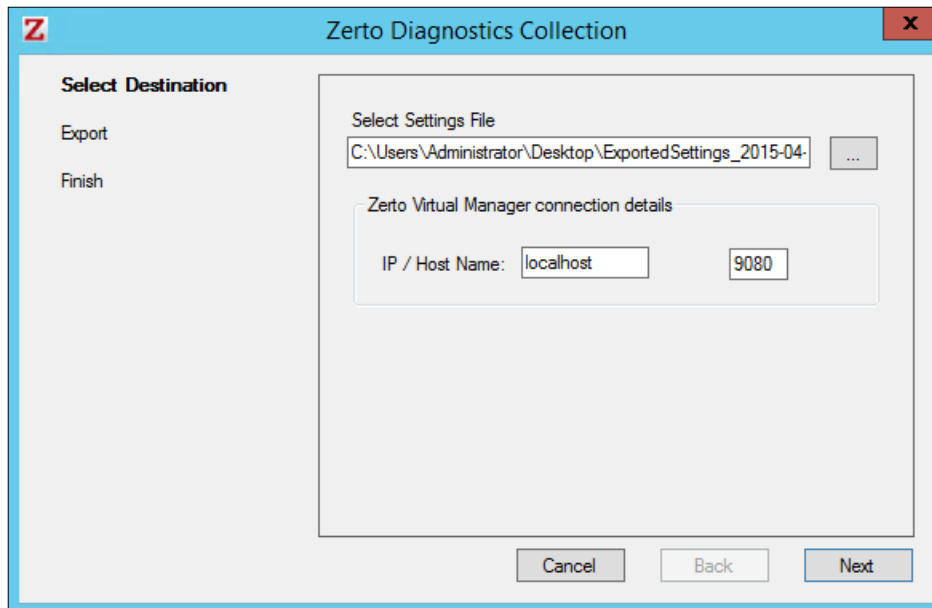 Z
Zerto Diagnostics Collection
x
Select Destination
Export
Finish
Select Settings File
C:\Users\Administrator\Desktop\ExportedSettings_2015-04-
...
Zerto Virtual Manager connection details
IP / Host Name: localhost 9080
Cancel Back Next